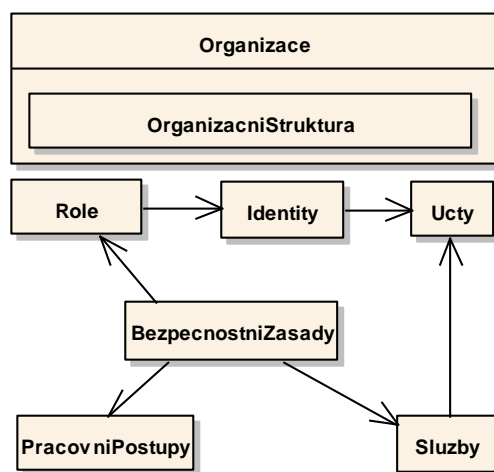 Organizace
OrganizacniStruktura
Role
Identity
Ucty
BezpecnostniZasady
PracovniPostupy
Sluzby